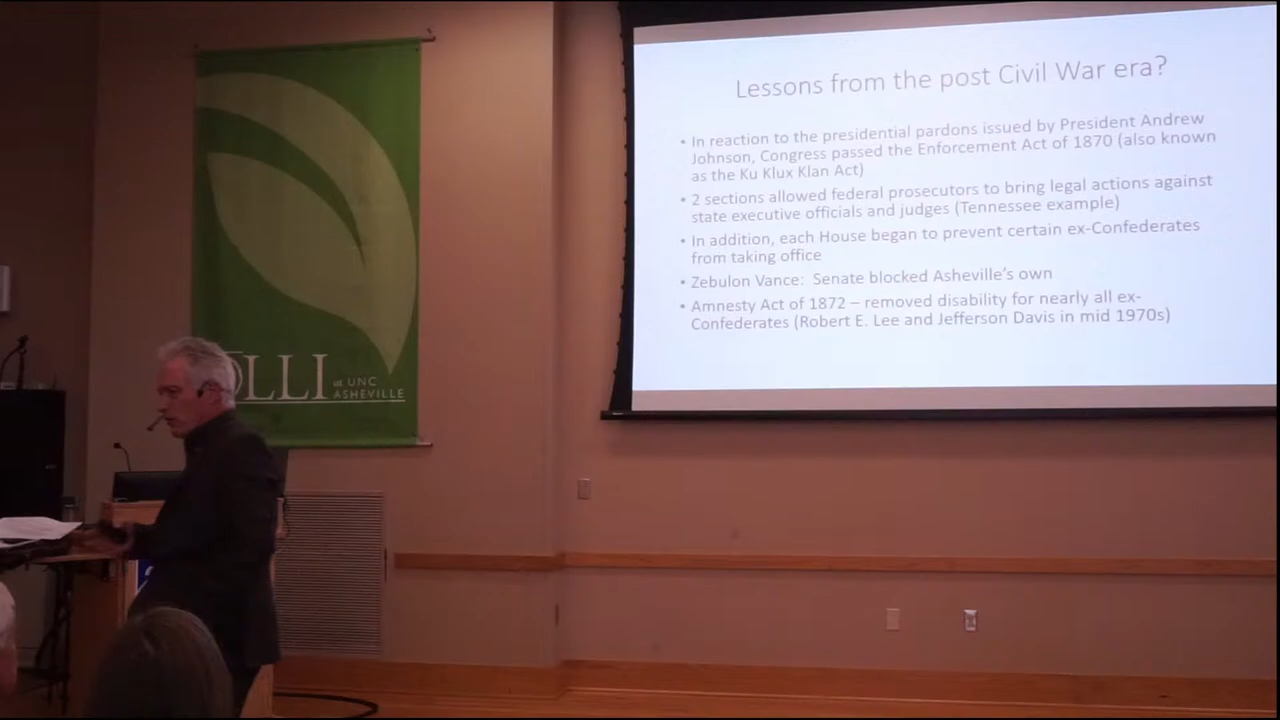 Lessons from the post Civil War era?
• In reaction to the presidential pardons issued by President Andrew
Johnson, Congress passed the Enforcement Act of 1870 (also known
as the Ku Klux Klan Act)
• 2 sections allowed federal prosecutors to bring legal actions against
state executive officials and judges (Tennessee example)
• In addition, each House began to prevent certain ex-Confederates
from taking office
• Zebulon Vance: Senate blocked Asheville's own
• Amnesty Act of 1872 – removed disability for nearly all ex-
Confederates (Robert E. Lee and Jefferson Davis in mid 1970s)
OLLI at UNC
ASHEVILLE